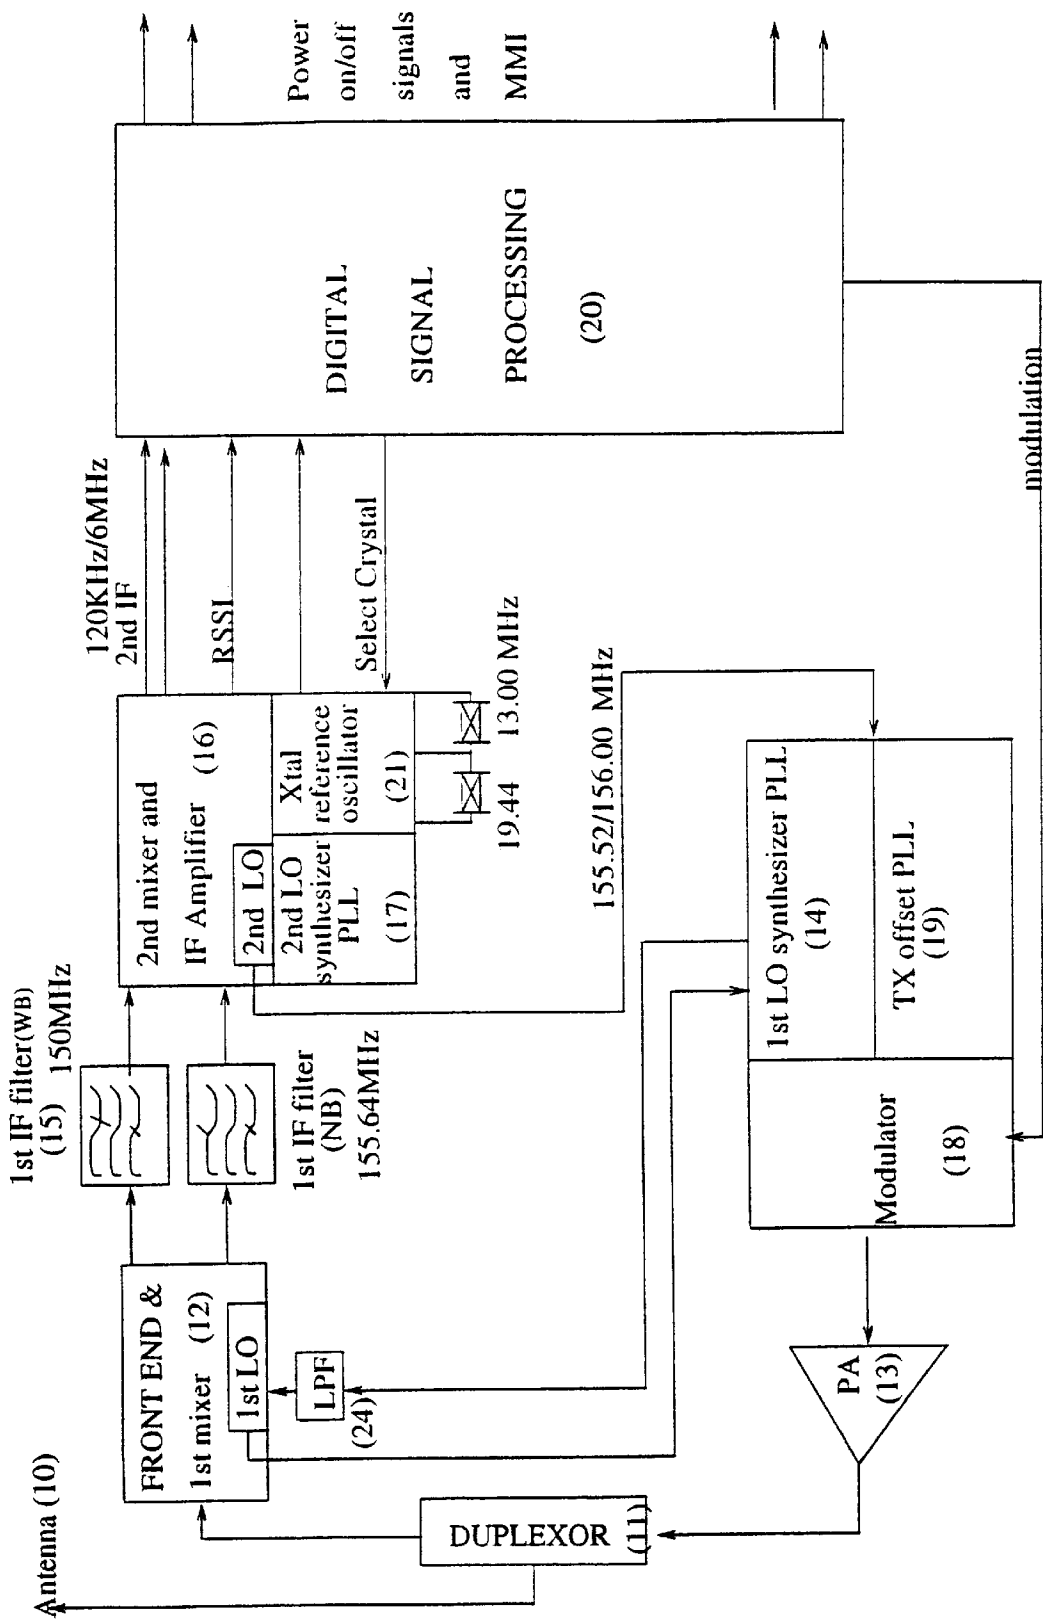 Antenna (10)
DUPLEXOR
(11)
FRONT END &
1st mixer (12)
1st LO
LPF
(24)
1st IF filter(WB)
(15) 150MHz
1st IF filter
(NB)
155.64MHz
2nd mixer and
IF Amplifier (16)
2nd LO
2nd LO
synthesizer
PLL
(17)
Xtal
reference
oscillator
(21)
19.44
13.00 MHz
120KHz/6MHz
2nd IF
RSSI
Select Crystal
DIGITAL
SIGNAL
PROCESSING
(20)
Power
on/off
signals
and
MMI
155.52/156.00 MHz
PA
(13)
Modulator
(18)
1st LO synthesizer PLL
(14)
TX offset PLL
(19)
modulation